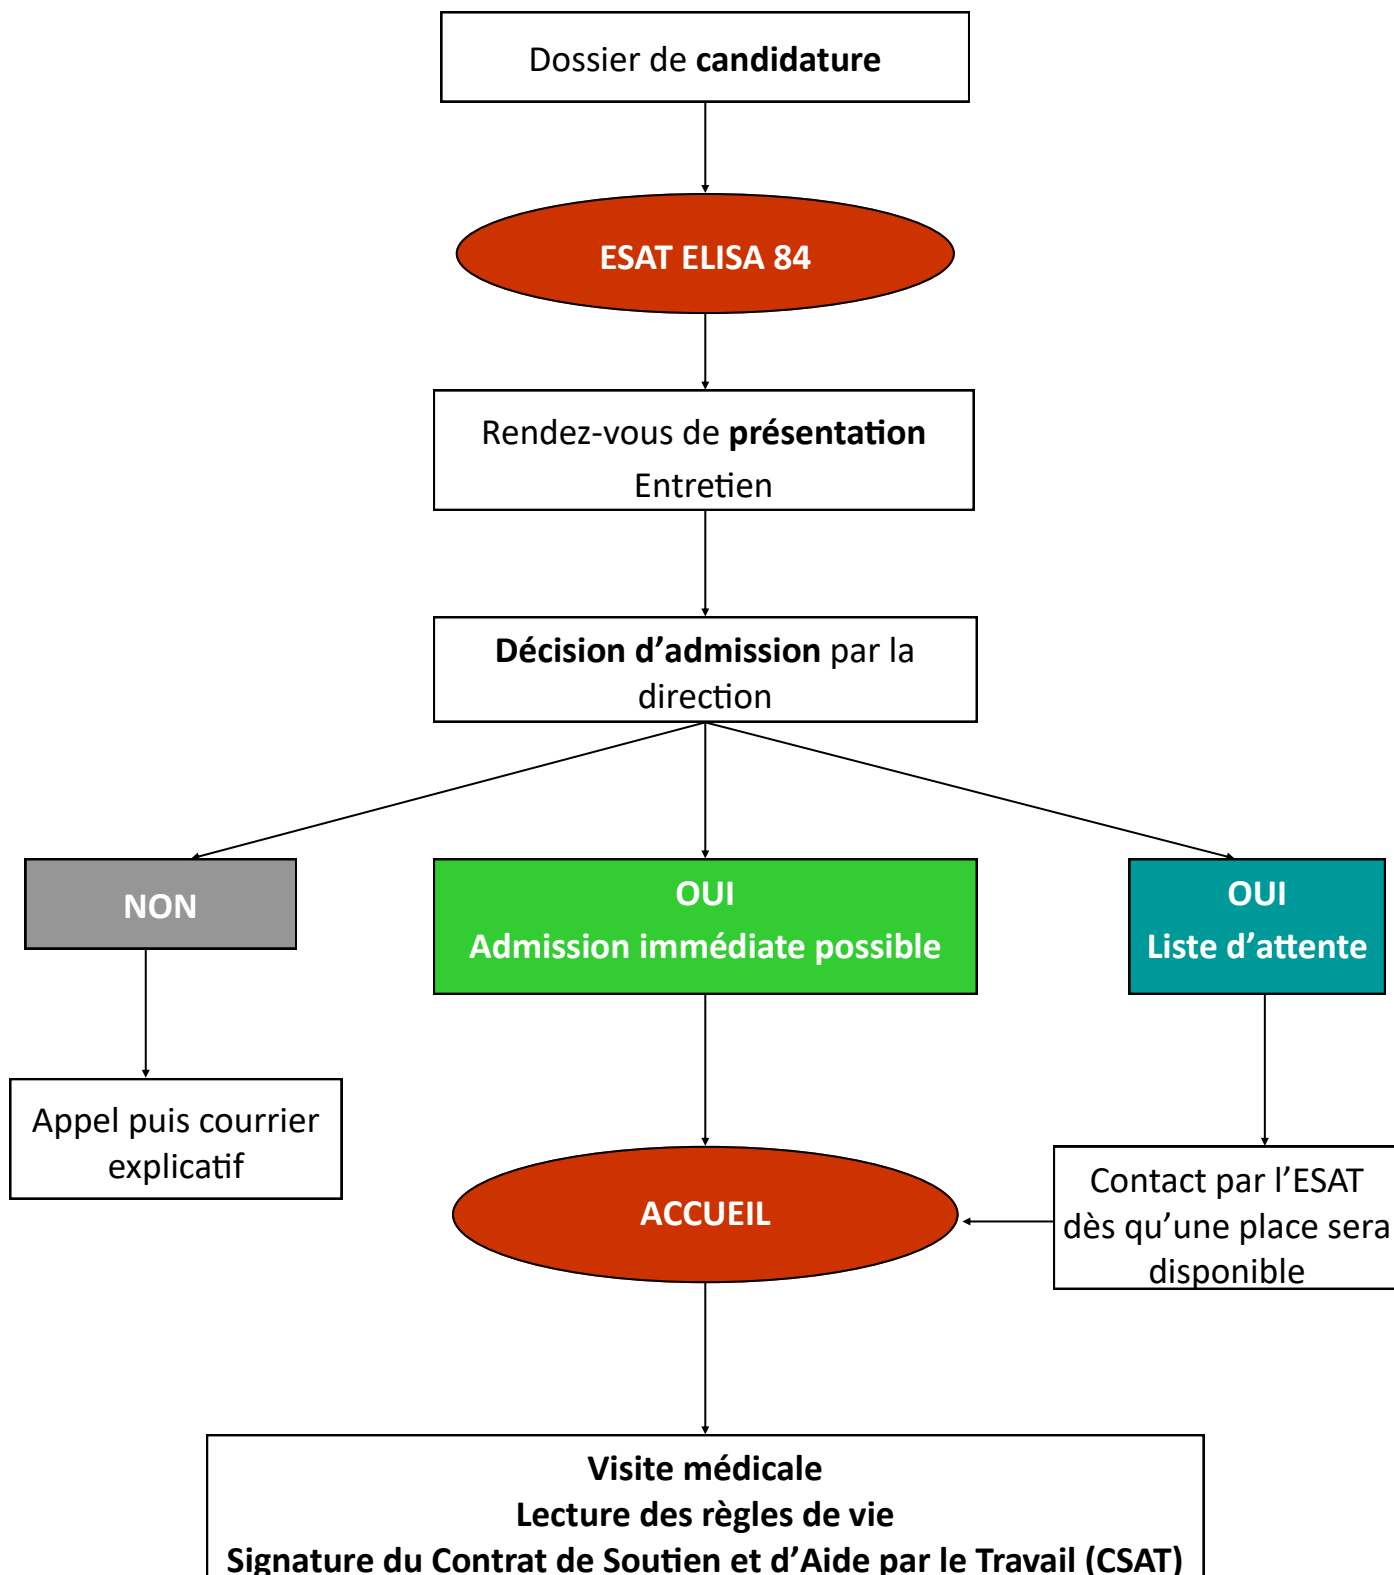 Dossier de candidature
ESAT ELISA 84
Rendez-vous de présentation
Entretien
Décision d’admission par la
direction
NON
OUI
Admission immédiate possible
OUI
Liste d’attente
Appel puis courrier
explicatif
ACCUEIL
Contact par l’ESAT
dès qu’une place sera
disponible
Visite médicale
Lecture des règles de vie
Signature du Contrat de Soutien et d’Aide par le Travail (CSAT)